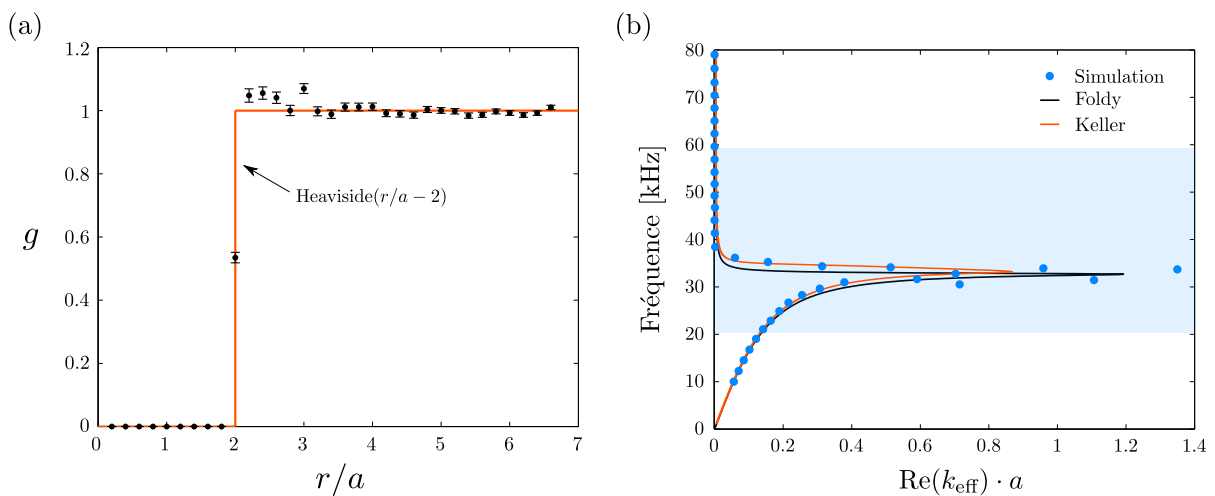 (a)
1.2
1
0.8
0.6
0.4
0.2
0
g
Heaviside(r/a − 2)
0 1 2 3 4 5 6 7
r/a
(b)
80
70
60
50
40
30
20
10
0
Fréquence [kHz]
Simulation
Foldy
Keller
0 0.2 0.4 0.6 0.8 1 1.2 1.4
Re(k_eff) · a